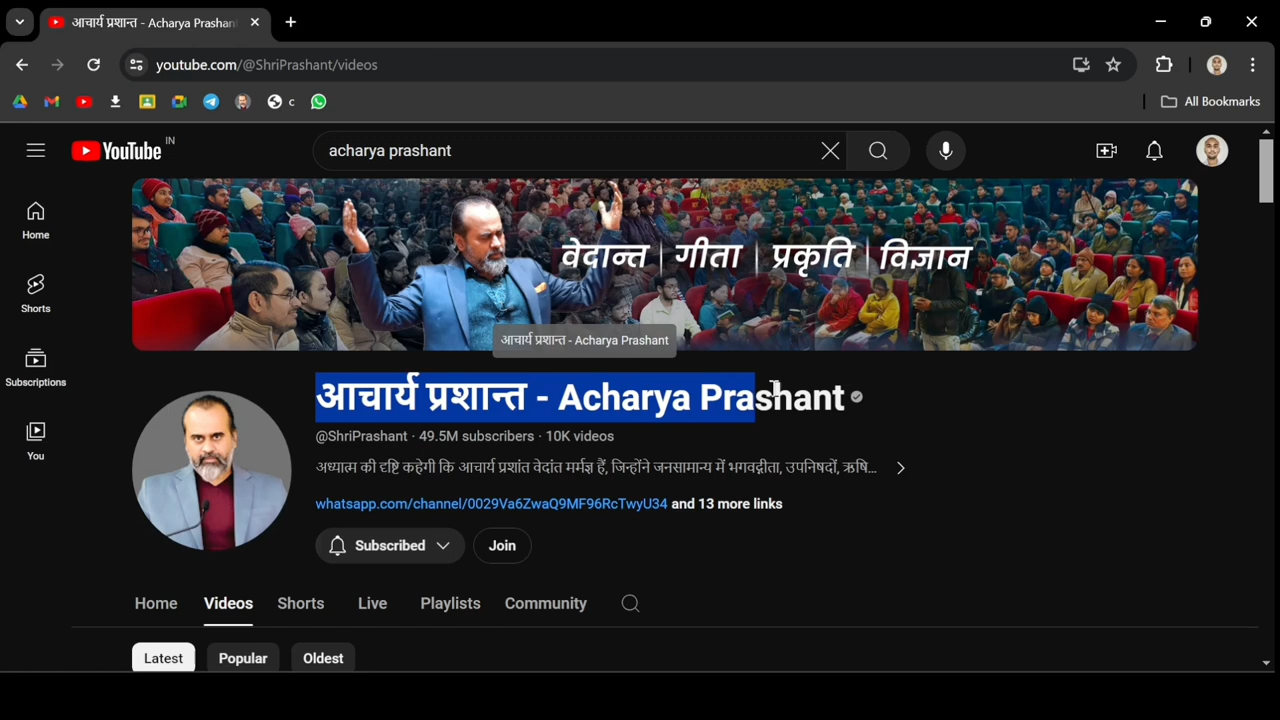 आचार्य प्रशान्त - Acharya Prashan
youtube.com/@ShriPrashant/videos
c
All Bookmarks
YouTube IN
acharya prashant
Home
Shorts
Subscriptions
You
वेदान्त | गीता | प्रकृति | विज्ञान
आचार्य प्रशान्त - Acharya Prashant
आचार्य प्रशान्त - Acharya Prashant
@ShriPrashant · 49.5M subscribers · 10K videos
अध्यात्म की दृष्टि कहेगी कि आचार्य प्रशांत वेदांत मर्मज्ञ हैं, जिन्होंने जनसामान्य में भगवद्गीता, उपनिषदों, ऋषि...
whatsapp.com/channel/0029Va6ZwaQ9MF96RcTwyU34 and 13 more links
Subscribed
Join
Home Videos Shorts Live Playlists Community
Latest Popular Oldest